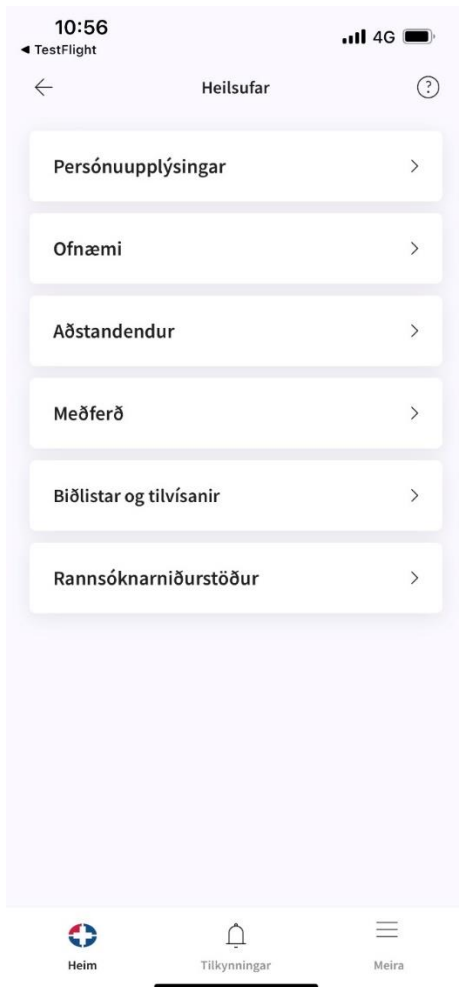 10:56
4G
◀ TestFlight
Heilsufar
?
Persónuupplýsingar
Ofnæmi
Aðstandendur
Meðferð
Biðlistar og tilvísanir
Rannsóknarniðurstöður
Heim
Tilkynningar
Meira